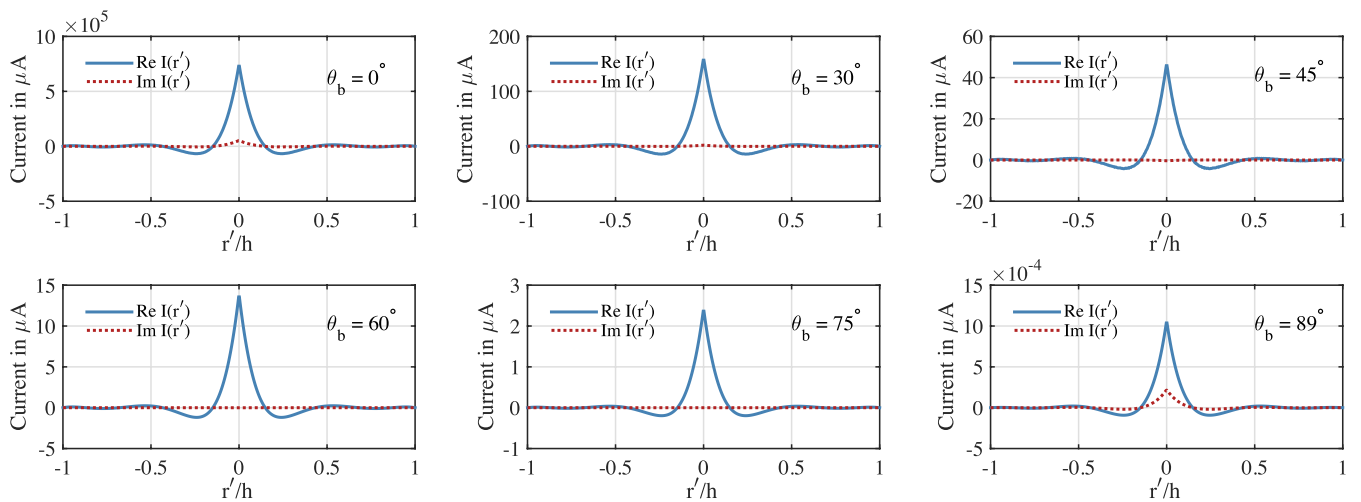 ×10⁵
Current in μA
10
5
0
-5
Re I(r′)
Im I(r′)
θ_b = 0°
-1 -0.5 0 0.5 1
r′/h
Current in μA
200
100
0
-100
Re I(r′)
Im I(r′)
θ_b = 30°
-1 -0.5 0 0.5 1
r′/h
Current in μA
60
40
20
0
-20
Re I(r′)
Im I(r′)
θ_b = 45°
-1 -0.5 0 0.5 1
r′/h
Current in μA
15
10
5
0
-5
Re I(r′)
Im I(r′)
θ_b = 60°
-1 -0.5 0 0.5 1
r′/h
Current in μA
3
2
1
0
-1
Re I(r′)
Im I(r′)
θ_b = 75°
-1 -0.5 0 0.5 1
r′/h
×10⁻⁴
Current in μA
15
10
5
0
-5
Re I(r′)
Im I(r′)
θ_b = 89°
-1 -0.5 0 0.5 1
r′/h